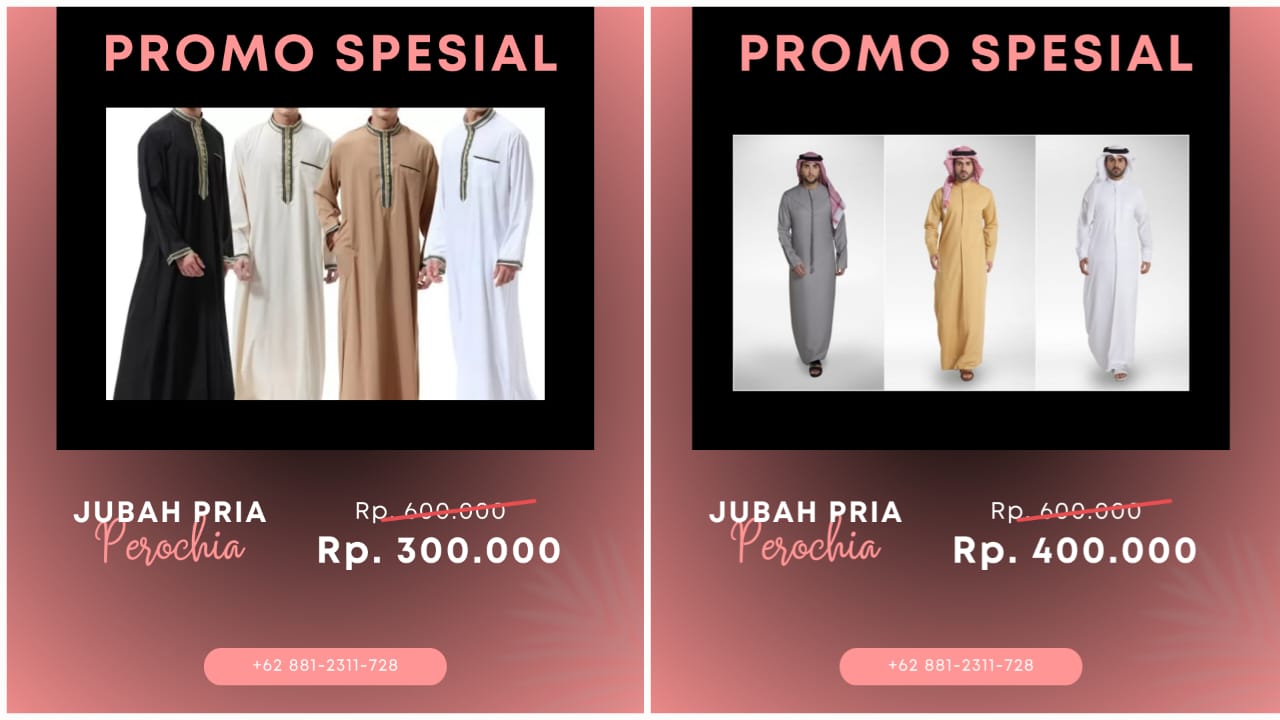 PROMO SPESIAL
JUBAH PRIA
Perochia
Rp. 600.000
Rp. 300.000
+62 881-2311-728
PROMO SPESIAL
JUBAH PRIA
Perochia
Rp. 600.000
Rp. 400.000
+62 881-2311-728